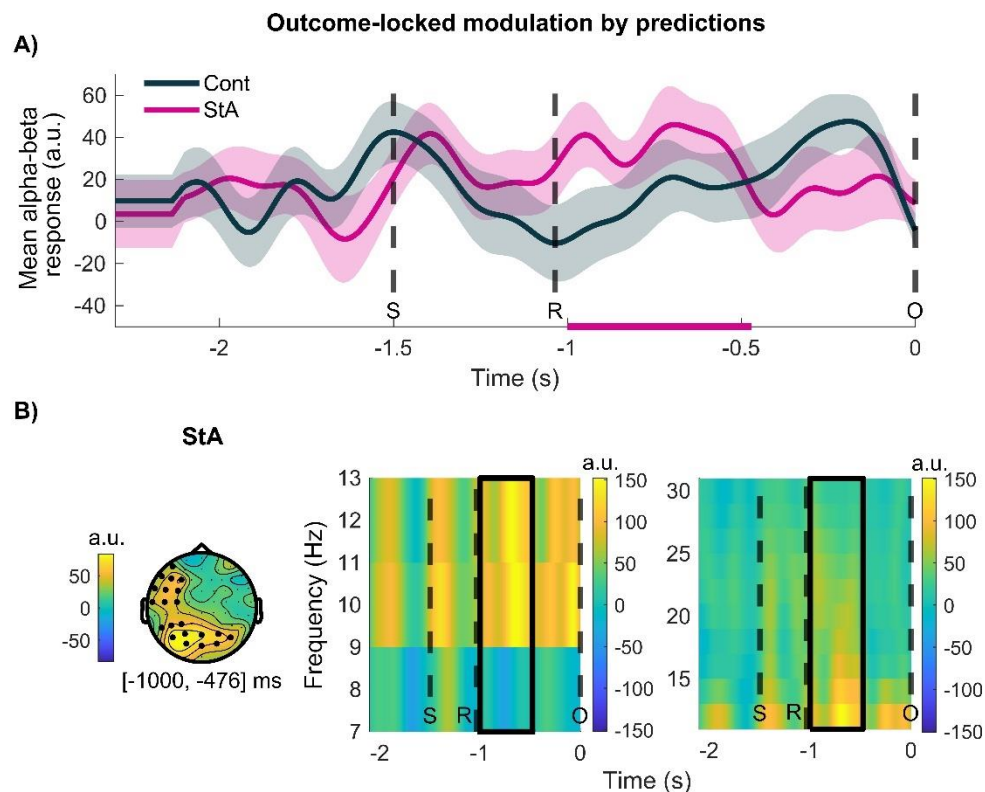 Outcome-locked modulation by predictions
A)
Cont
StA
Mean alpha-beta
response (a.u.)
60
40
20
0
-20
-40
S
R
O
-2
-1.5
-1
-0.5
0
Time (s)
B)
StA
a.u.
50
0
-50
[-1000, -476] ms
Frequency (Hz)
13
12
11
10
9
8
7
S
R
O
-2
-1
0
a.u.
150
100
50
0
-50
-100
-150
30
25
20
15
S
R
O
-2
-1
0
a.u.
150
100
50
0
-50
-100
-150
Time (s)